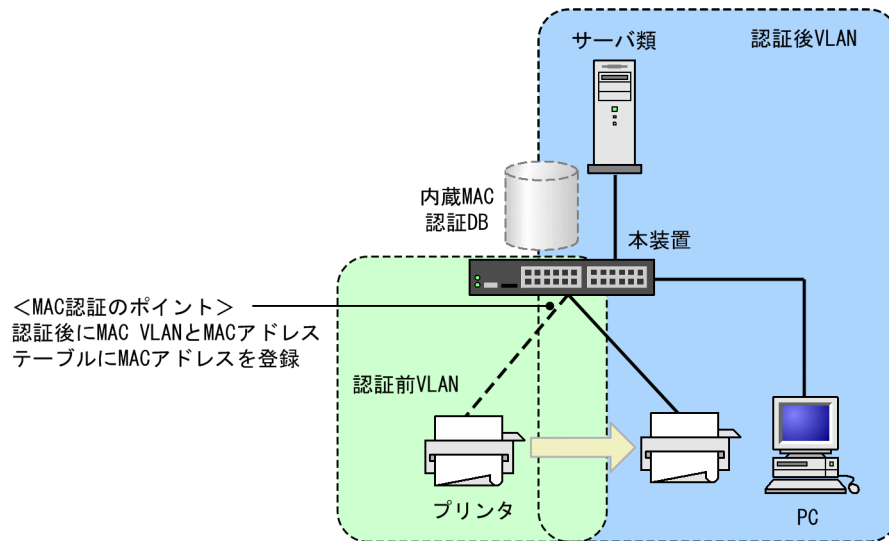 サーバ類
認証後VLAN
内蔵MAC
認証DB
本装置
＜MAC認証のポイント＞
認証後にMAC VLANとMACアドレス
テーブルにMACアドレスを登録
認証前VLAN
プリンタ
PC